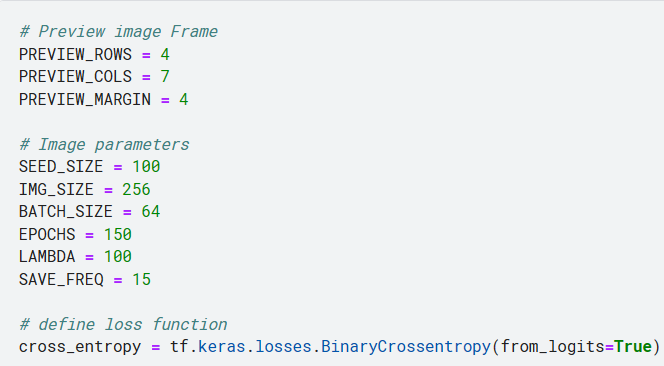 # Preview image Frame
PREVIEW_ROWS = 4
PREVIEW_COLS = 7
PREVIEW_MARGIN = 4
# Image parameters
SEED_SIZE = 100
IMG_SIZE = 256
BATCH_SIZE = 64
EPOCHS = 150
LAMBDA = 100
SAVE_FREQ = 15
# define loss function
cross_entropy = tf.keras.losses.BinaryCrossentropy(from_logits=True)